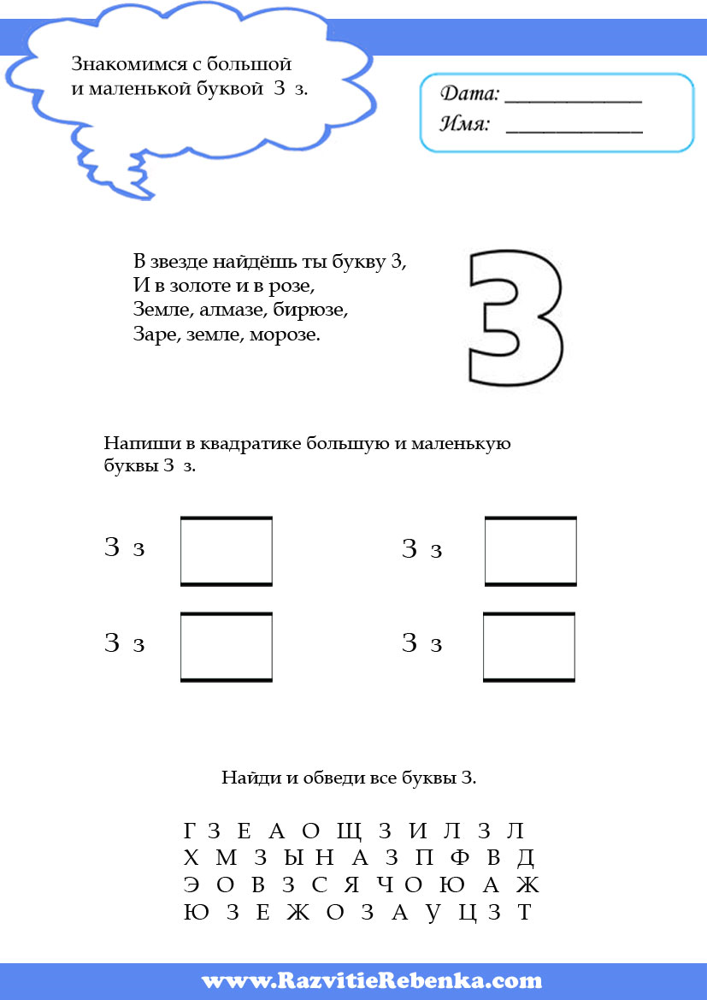 Знакомимся с большой
и маленькой буквой З з.
Дата: ____________
Имя: ____________
В звезде найдёшь ты букву З,
И в золоте и в розе,
Земле, алмазе, бирюзе,
Заре, земле, морозе.
З
Напиши в квадратике большую и маленькую
буквы З з.
З з
З з
З з
З з
Найди и обведи все буквы З.
Г З Е А О Щ З И Л З Л
Х М З Ы Н А З П Ф В Д
Э О В З С Я Ч О Ю А Ж
Ю З Е Ж О З А У Ц З Т
www.RazvitieRebenka.com